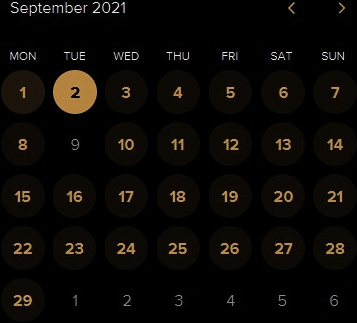 September 2021
MON TUE WED THU FRI SAT SUN
1 2 3 4 5 6 7
8 9 10 11 12 13 14
15 16 17 18 19 20 21
22 23 24 25 26 27 28
29 1 2 3 4 5 6